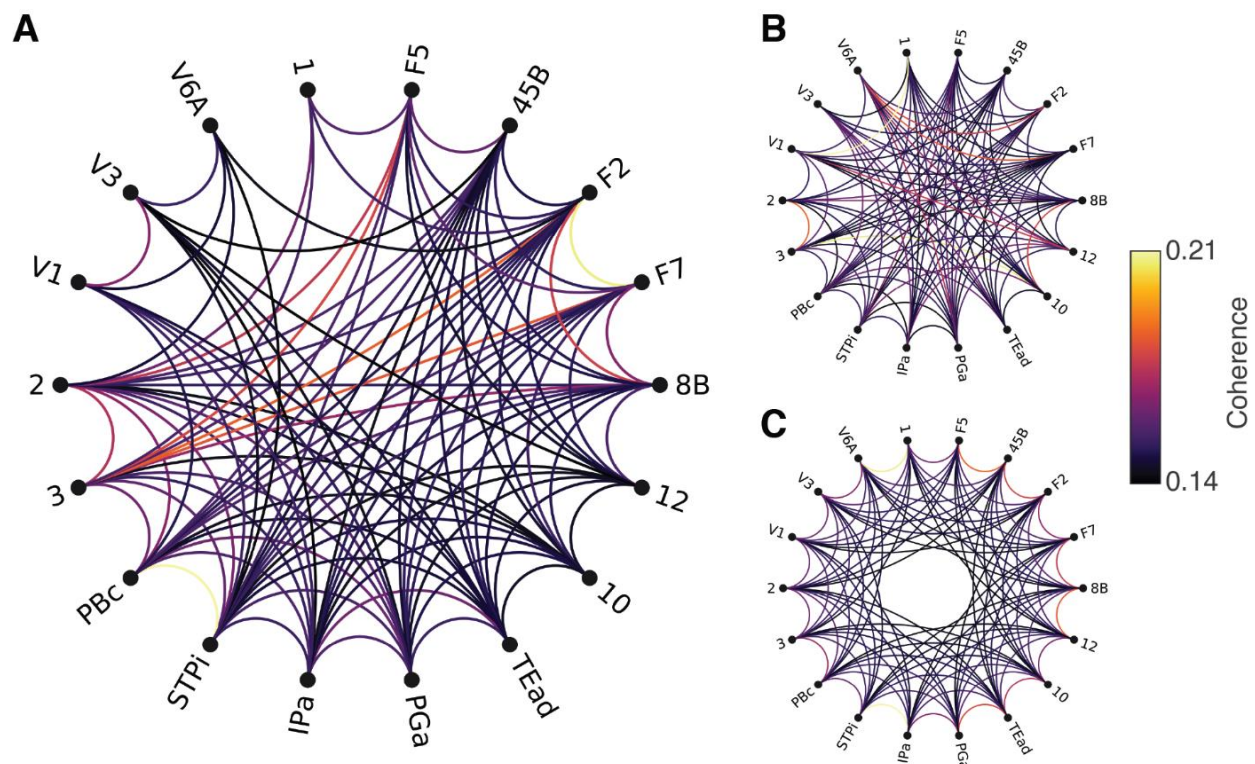 A
1
F5
45B
F2
F7
8B
12
10
TEad
PGa
IPa
STPi
PBc
3
2
V1
V3
V6A
B
1
F5
45B
F2
F7
8B
12
10
TEad
PGa
IPa
STPi
PBc
3
2
V1
V3
V6A
C
1
F5
45B
F2
F7
8B
12
10
TEad
PGa
IPa
STPi
PBc
3
2
V1
V3
V6A
0.21
Coherence
0.14